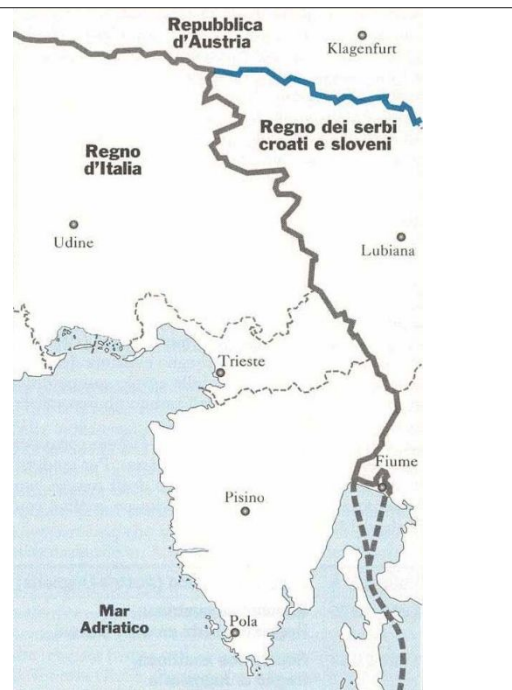 Repubblica
d'Austria
Klagenfurt
Regno dei serbi
croati e sloveni
Regno
d'Italia
Udine
Lubiana
Trieste
Fiume
Pisino
Mar
Adriatico
Pola